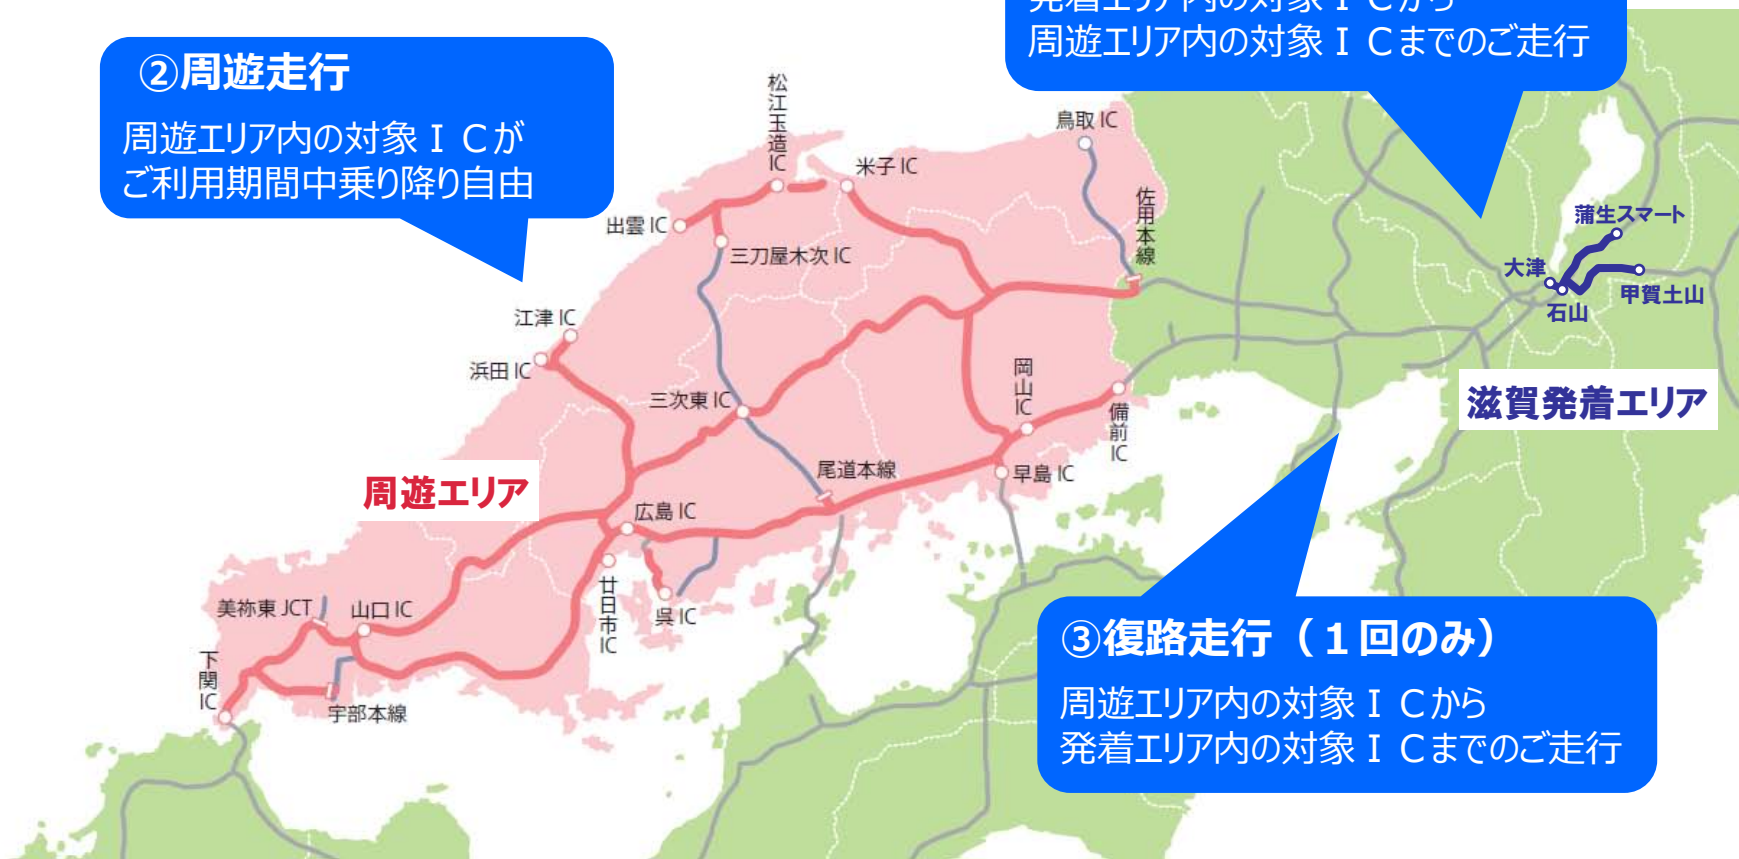 発着エリア内の対象ＩＣから
周遊エリア内の対象ＩＣまでのご走行
②周遊走行
周遊エリア内の対象ＩＣが
ご利用期間中乗り降り自由
松江玉造IC
鳥取 IC
米子 IC
佐用本線
出雲 IC
三刀屋木次 IC
蒲生スマート
大津
甲賀土山
石山
江津 IC
浜田 IC
岡山IC
三次東 IC
備前IC
滋賀発着エリア
尾道本線
早島 IC
周遊エリア
広島 IC
廿日市IC
呉 IC
美祢東 JCT
山口 IC
下関IC
宇部本線
③復路走行（１回のみ）
周遊エリア内の対象ＩＣから
発着エリア内の対象ＩＣまでのご走行